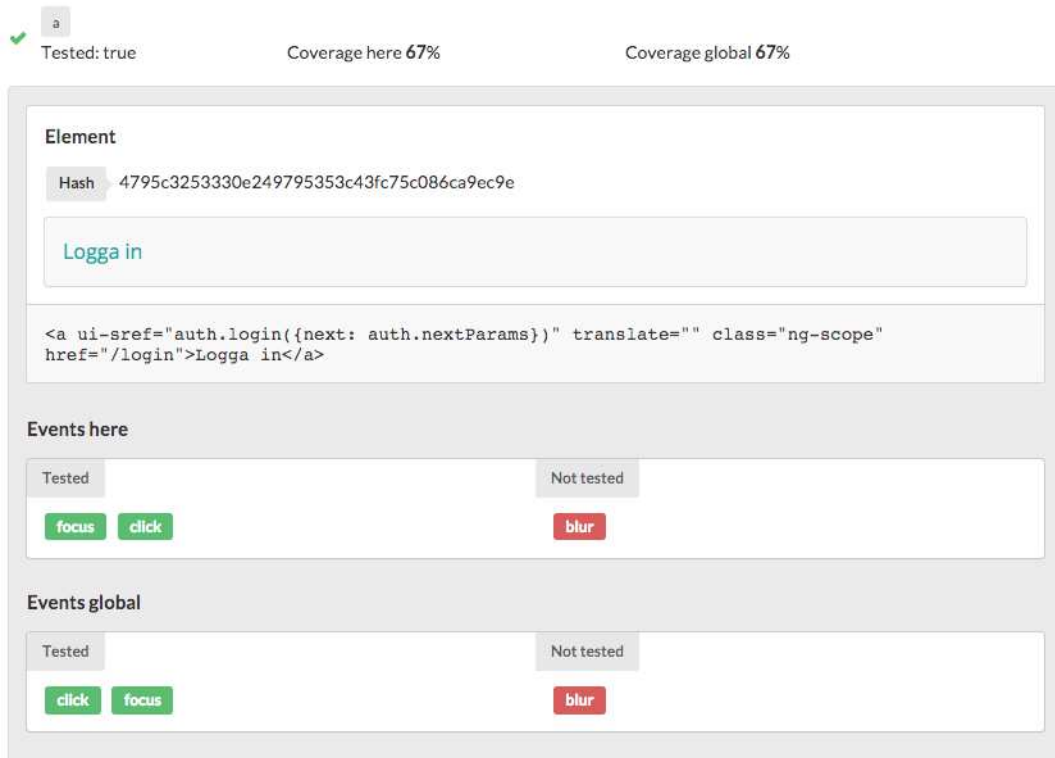 a
Tested: true Coverage here 67% Coverage global 67%
Element
Hash 4795c3253330e249795353c43fc75c086ca9ec9e
Logga in
<a ui-sref="auth.login({next: auth.nextParams})" translate="" class="ng-scope"
href="/login">Logga in</a>
Events here
Tested Not tested
focus click blur
Events global
Tested Not tested
click focus blur